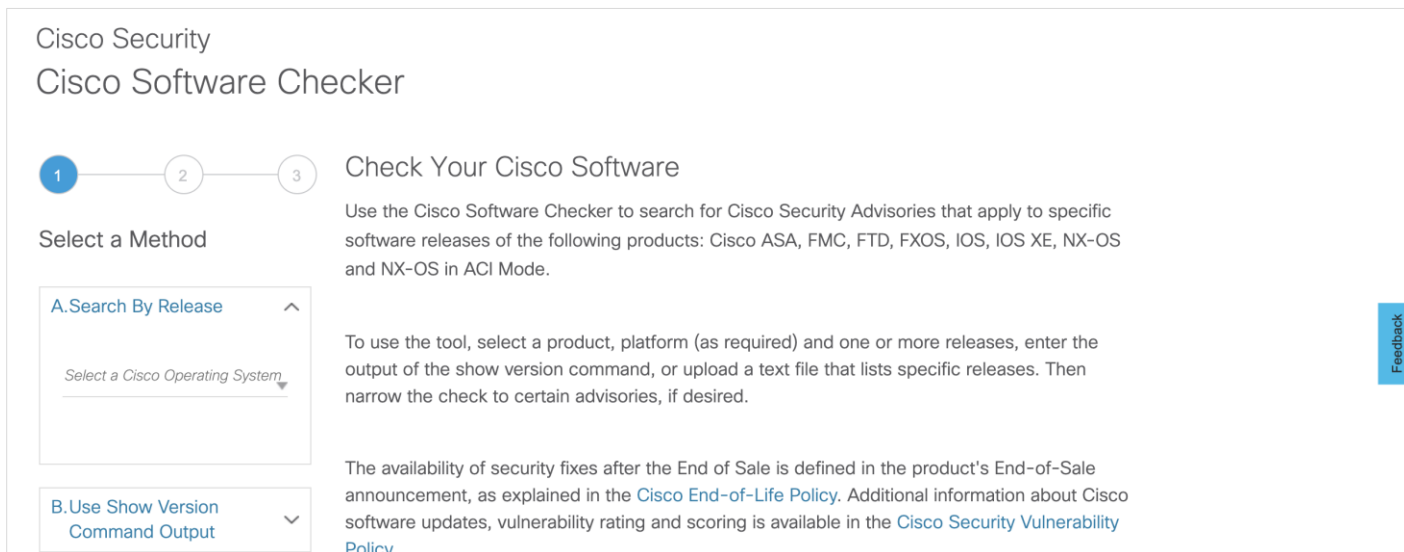 Cisco Security
Cisco Software Checker
1
2
3
Select a Method
A.Search By Release
Select a Cisco Operating System
B.Use Show Version
Command Output
Check Your Cisco Software
Use the Cisco Software Checker to search for Cisco Security Advisories that apply to specific
software releases of the following products: Cisco ASA, FMC, FTD, FXOS, IOS, IOS XE, NX-OS
and NX-OS in ACI Mode.
To use the tool, select a product, platform (as required) and one or more releases, enter the
output of the show version command, or upload a text file that lists specific releases. Then
narrow the check to certain advisories, if desired.
The availability of security fixes after the End of Sale is defined in the product's End-of-Sale
announcement, as explained in the Cisco End-of-Life Policy. Additional information about Cisco
software updates, vulnerability rating and scoring is available in the Cisco Security Vulnerability
Policy.
Feedback